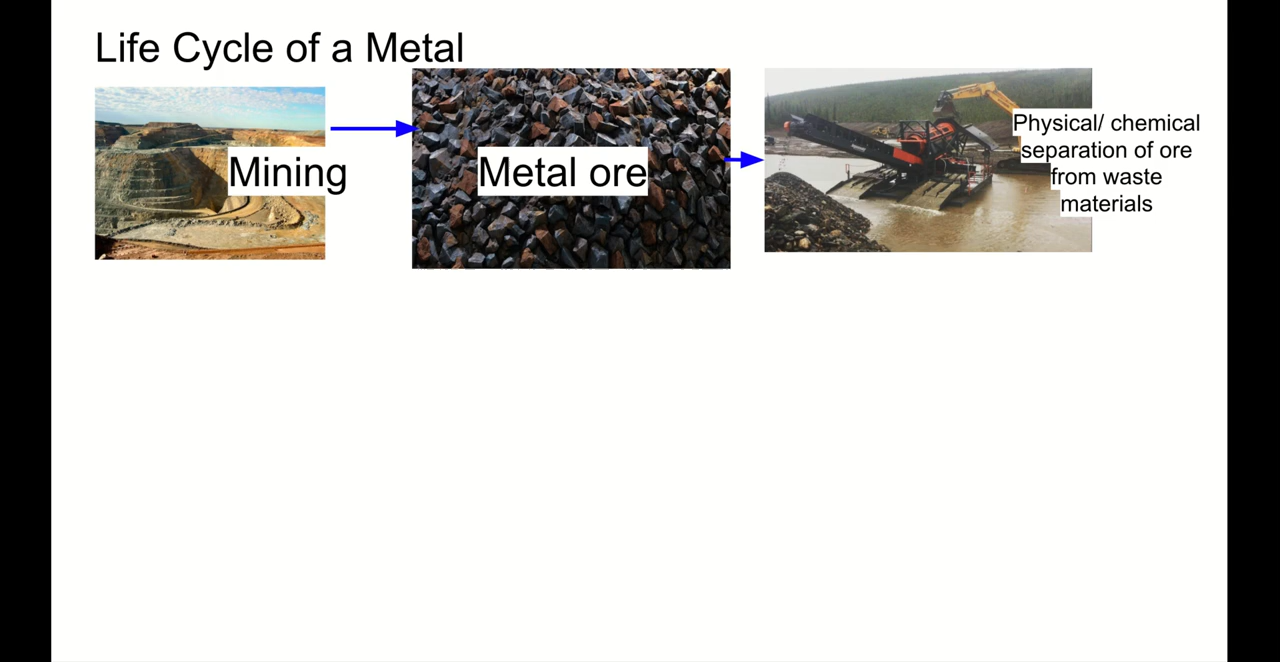 Life Cycle of a Metal
Mining
Metal ore
Physical/ chemical
separation of ore
from waste
materials